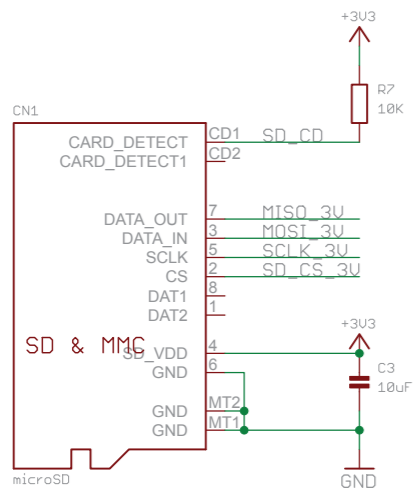 +3V3
R7
10K
CN1
CARD_DETECT CD1 SD_CD
CARD_DETECT1 CD2
DATA_OUT 7 MISO_3V
DATA_IN 3 MOSI_3V
SCLK 5 SCLK_3V
CS 2 SD_CS_3V
DAT1 8
DAT2 1
+3V3
SD & MMC
SD_VDD 4
GND 6
C3
10uF
GND MT2
GND MT1
microSD
GND